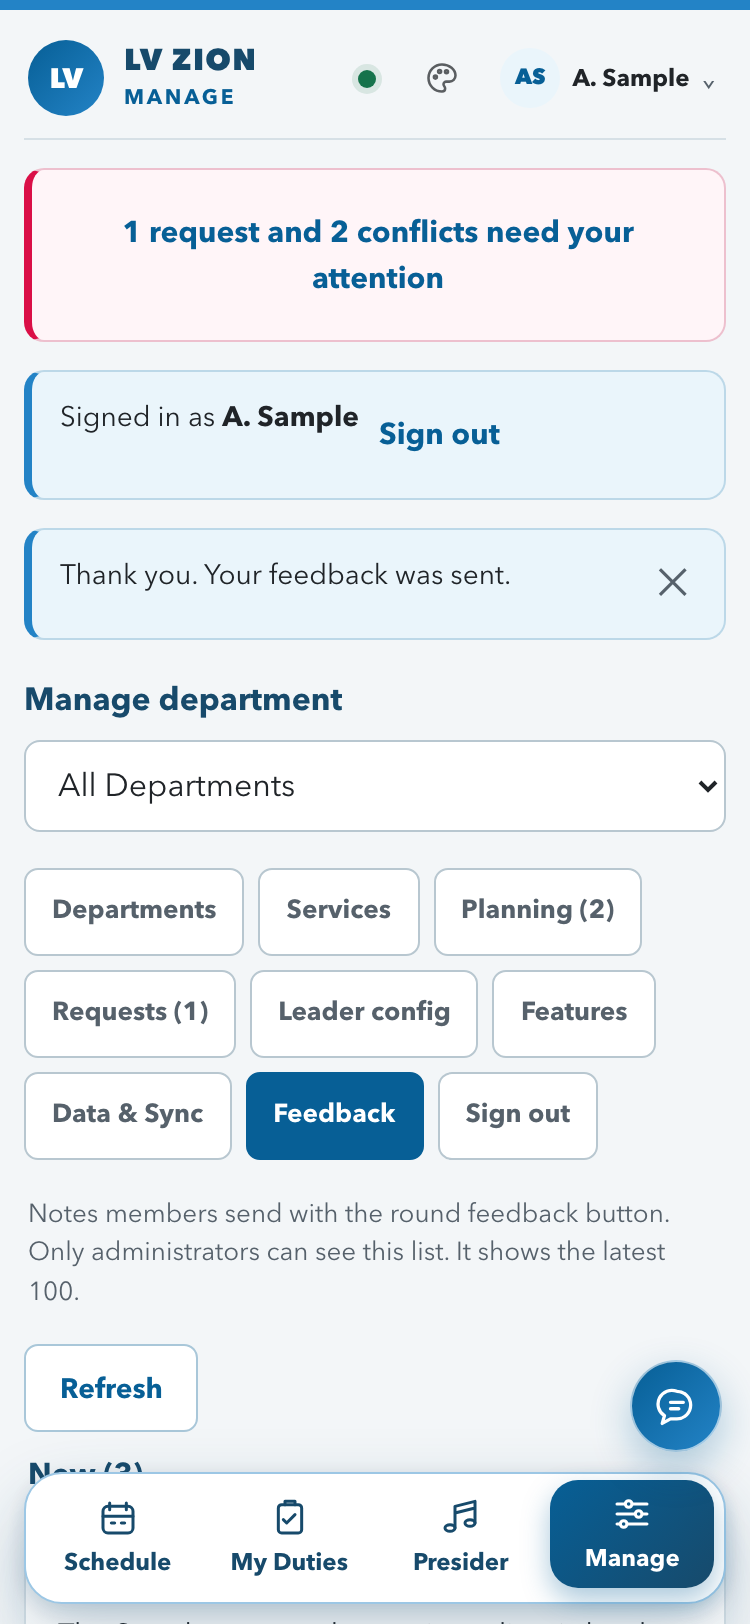 LV
LV ZION
MANAGE
AS
A. Sample
1 request and 2 conflicts need your
attention
Signed in as A. Sample
Sign out
Thank you. Your feedback was sent.
Manage department
All Departments
Departments
Services
Planning (2)
Requests (1)
Leader config
Features
Data & Sync
Feedback
Sign out
Notes members send with the round feedback button.
Only administrators can see this list. It shows the latest
100.
Refresh
New (3)
Schedule
My Duties
Presider
Manage